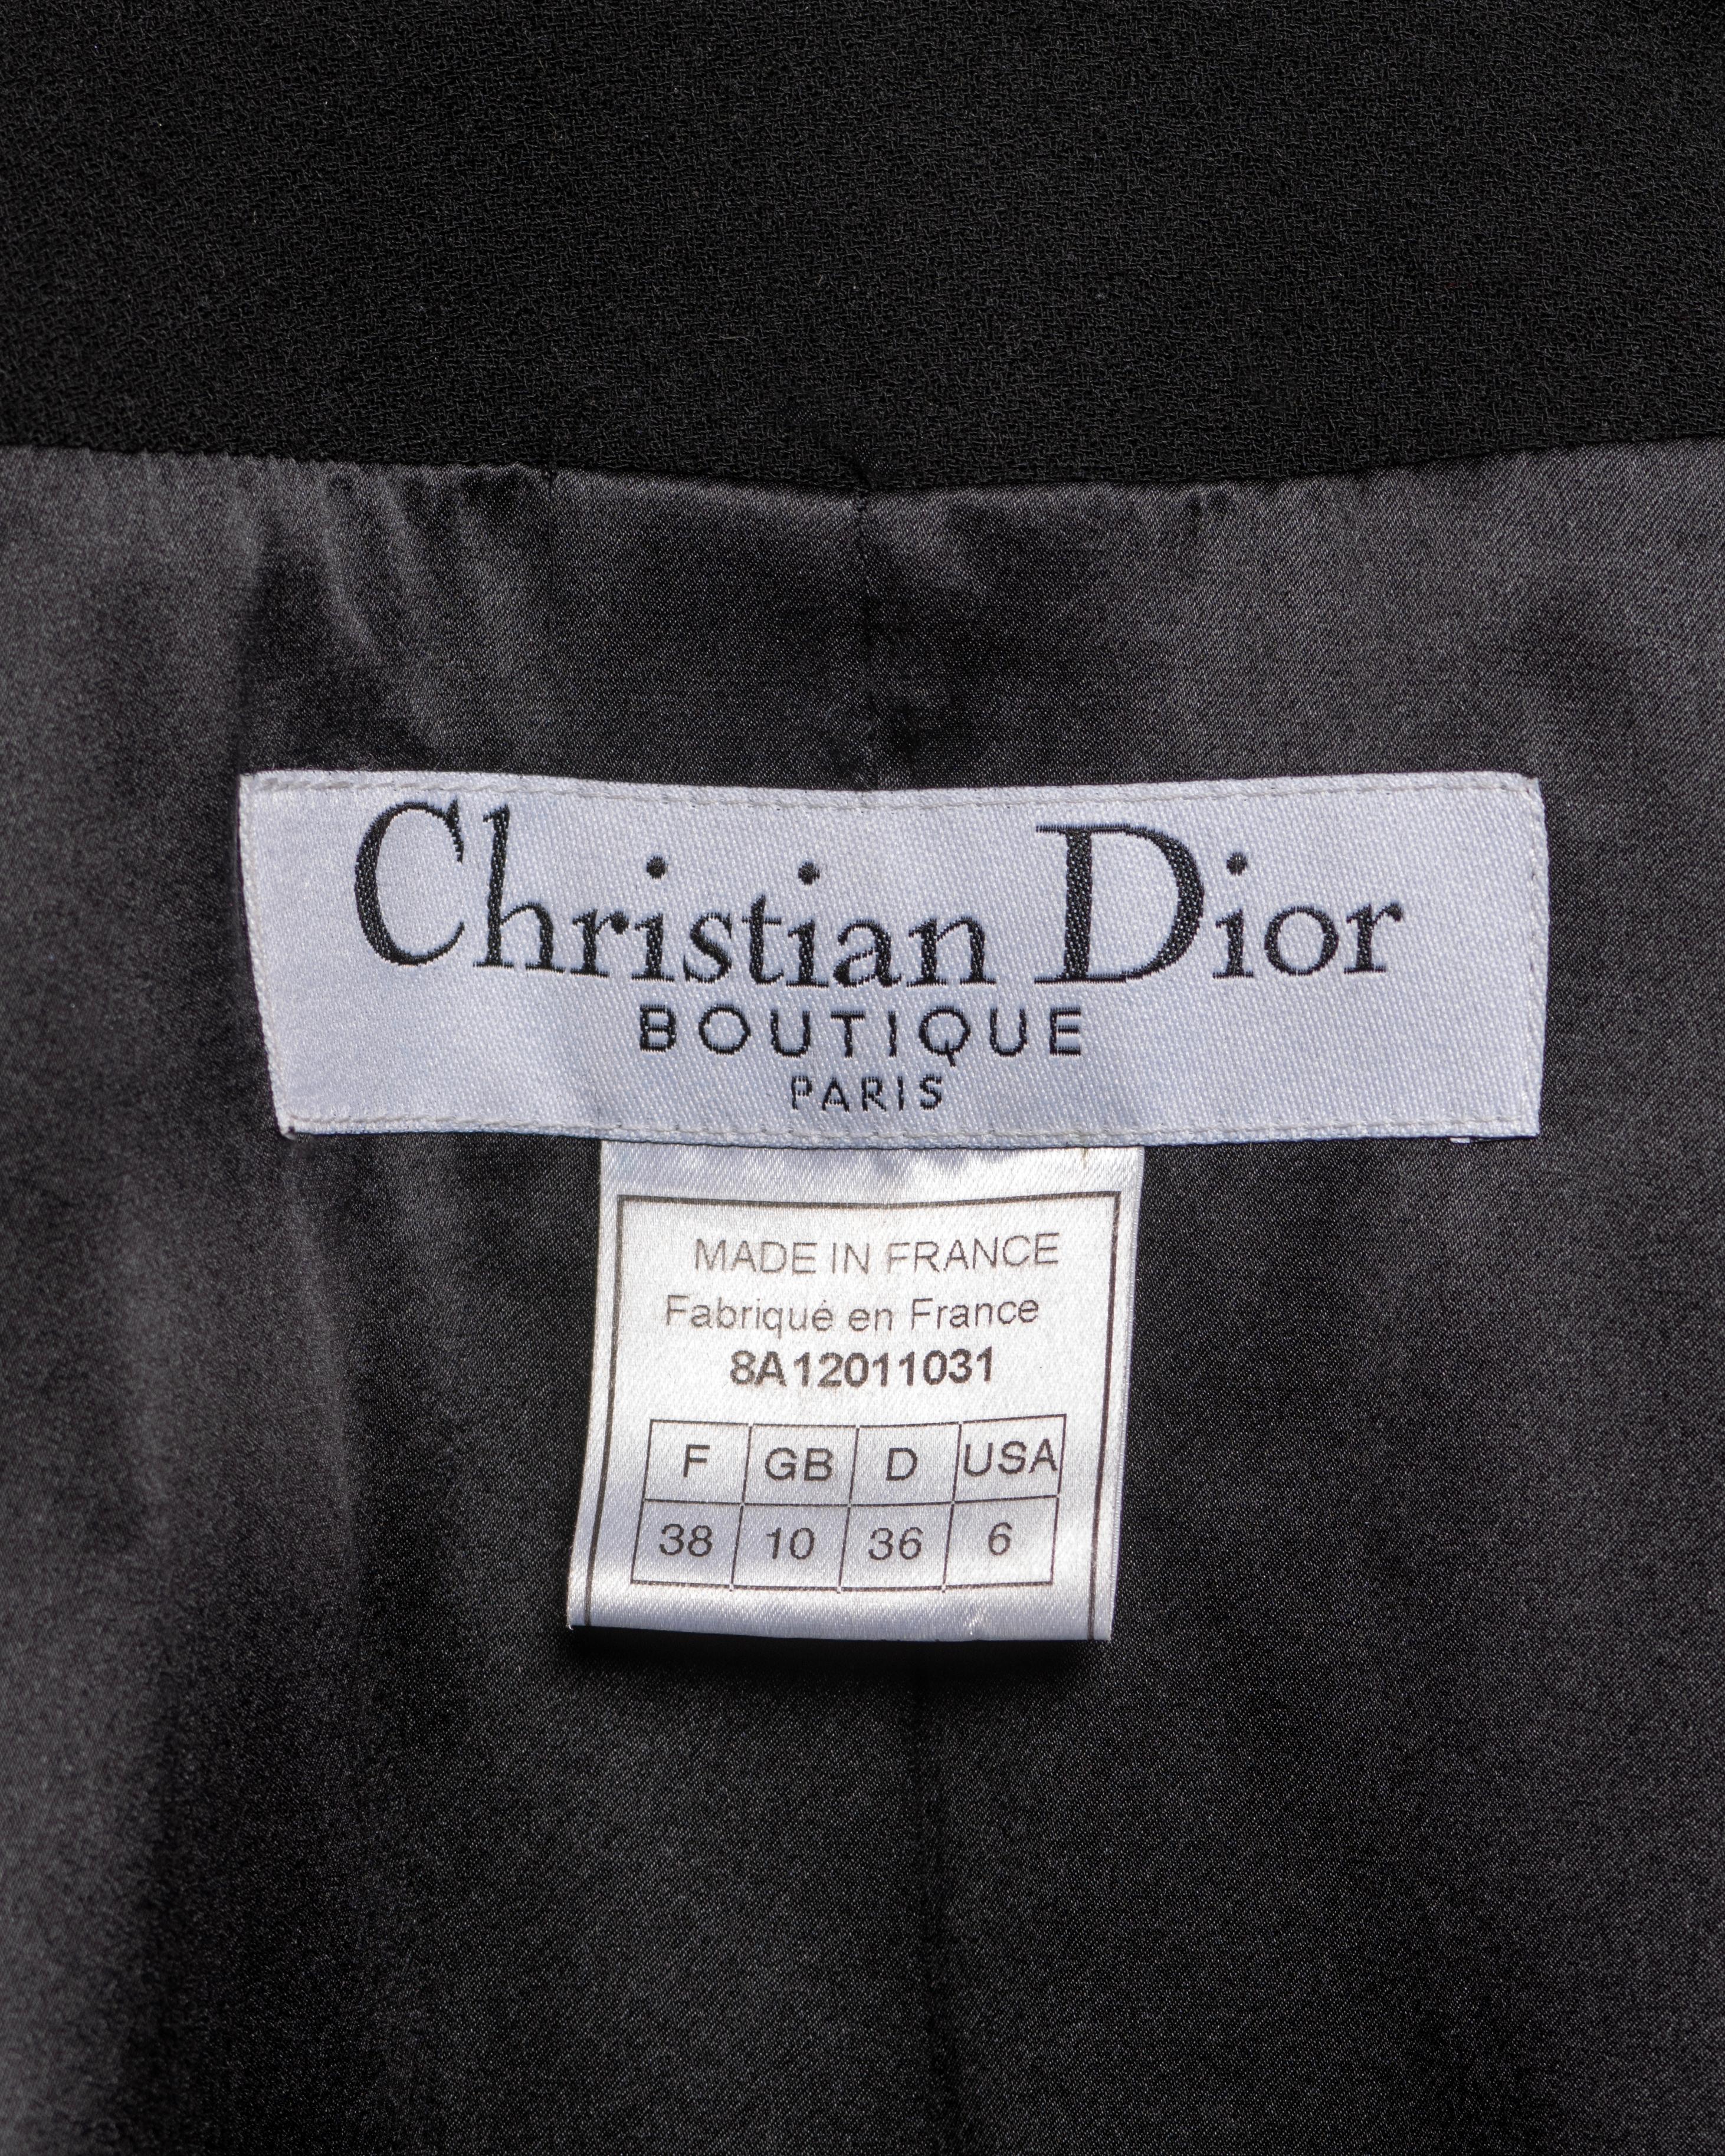 Christian Dior
BOUTIQUE
PARIS
MADE IN FRANCE
Fabriqué en France
8A12011031
F GB D USA
38 10 36 6